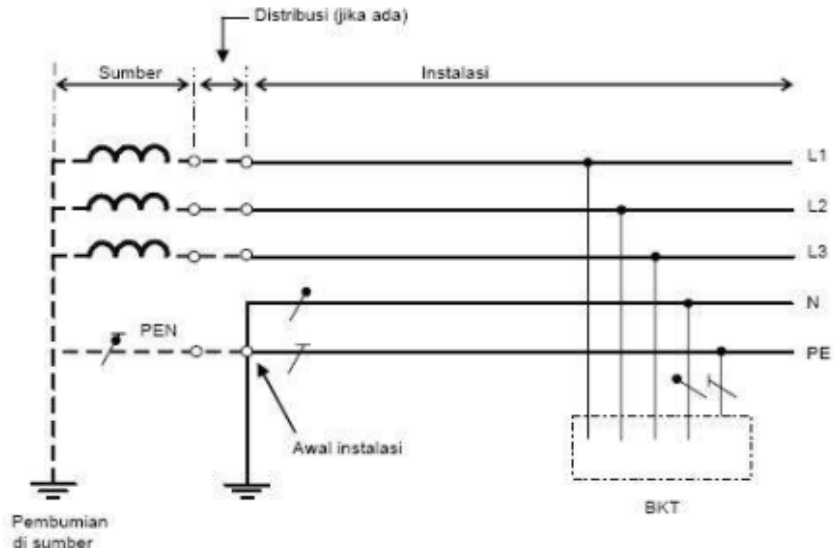 Distribusi (jika ada)
Sumber
Instalasi
L1
L2
L3
N
PEN
PE
Awal instalasi
BKT
Pembumian
di sumber